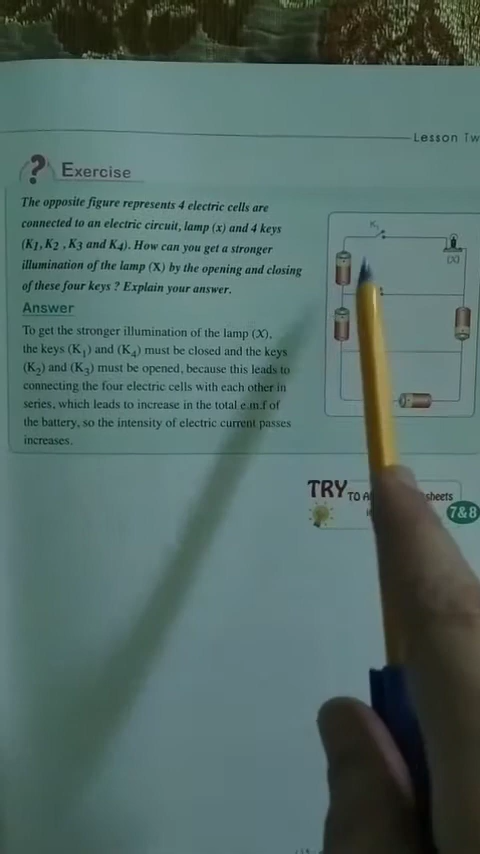 Lesson Tw
? Exercise
The opposite figure represents 4 electric cells are
connected to an electric circuit, lamp (x) and 4 keys
(K1, K2 , K3 and K4). How can you get a stronger
illumination of the lamp (X) by the opening and closing
of these four keys ? Explain your answer.
Answer
To get the stronger illumination of the lamp (X),
the keys (K1) and (K4) must be closed and the keys
(K2) and (K3) must be opened, because this leads to
connecting the four electric cells with each other in
series, which leads to increase in the total e.m.f of
the battery, so the intensity of electric current passes
increases.
K1
(X)
TRY TO A sheets
7&8